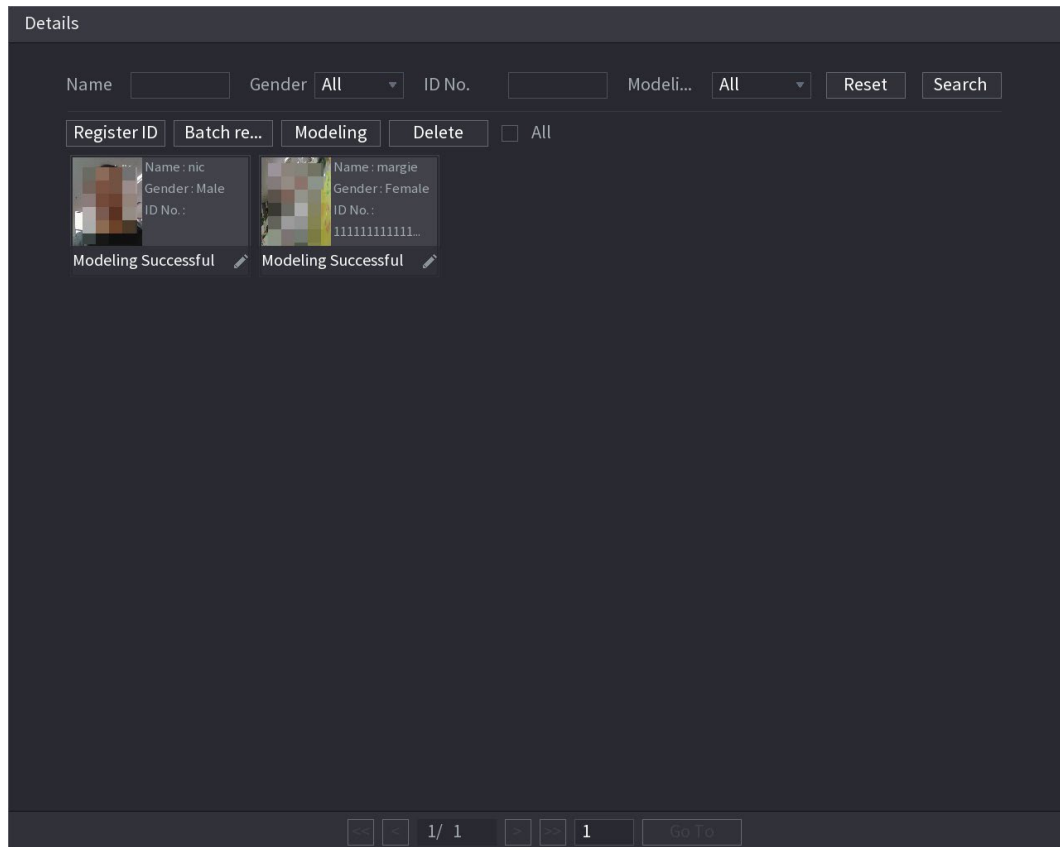 Details
Name Gender All ID No. Modeli... All Reset Search
Register ID Batch re... Modeling Delete All
Name : nic
Gender : Male
ID No. :
Modeling Successful
Name : margie
Gender : Female
ID No. :
111111111111...
Modeling Successful
<< < 1/ 1 > >> 1 Go To